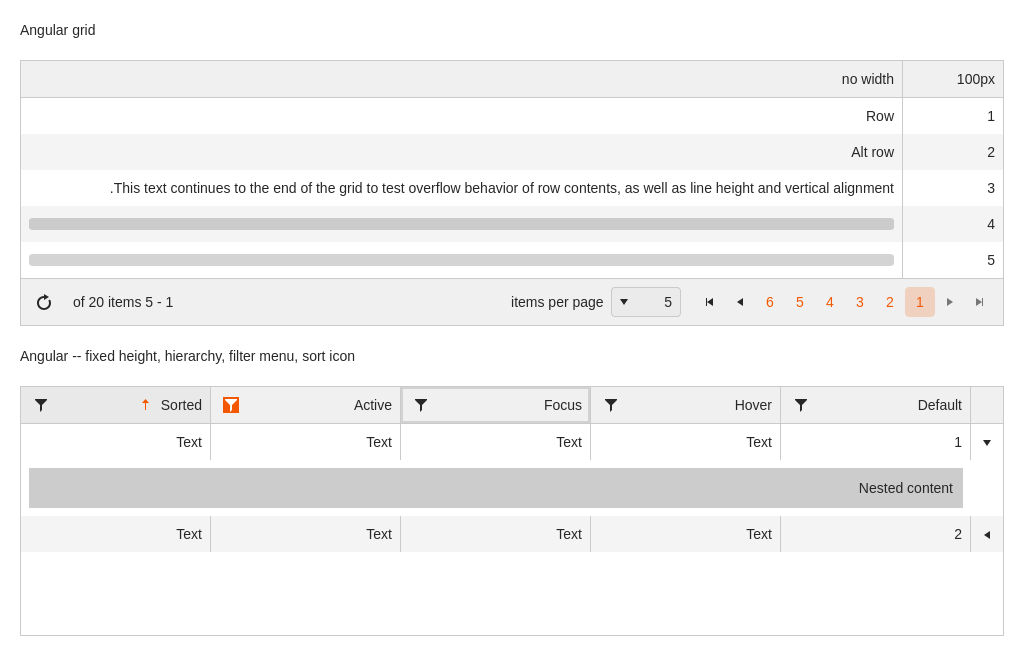 Angular grid
no width 100px
Row 1
Alt row 2
.This text continues to the end of the grid to test overflow behavior of row contents, as well as line height and vertical alignment 3
4
5
of 20 items 5 - 1 items per page 5 6 5 4 3 2 1
Angular -- fixed height, hierarchy, filter menu, sort icon
Sorted Active Focus Hover Default
Text Text Text Text 1
Nested content
Text Text Text Text 2